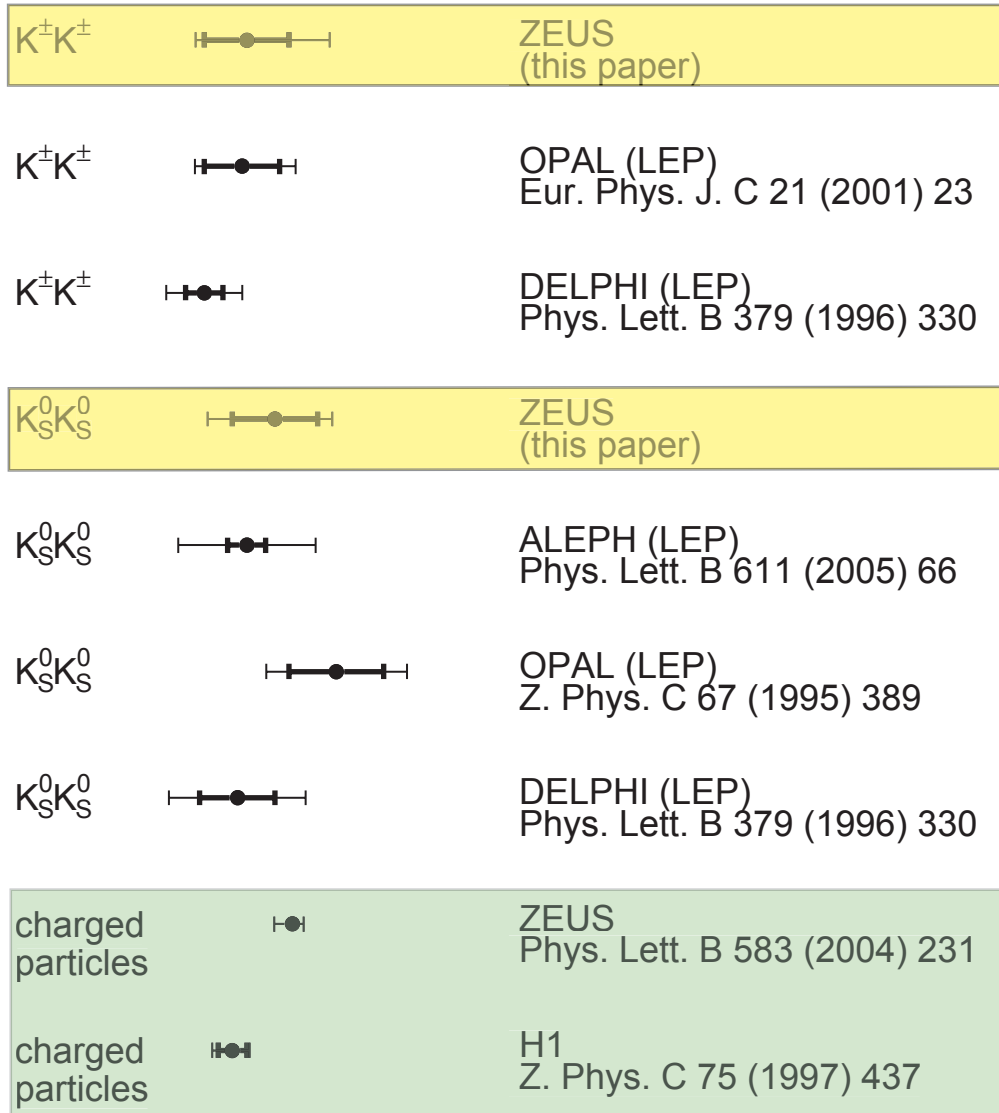 K±K± ZEUS
(this paper)
K±K± OPAL (LEP)
Eur. Phys. J. C 21 (2001) 23
K±K± DELPHI (LEP)
Phys. Lett. B 379 (1996) 330
K⁰SK⁰S ZEUS
(this paper)
K⁰SK⁰S ALEPH (LEP)
Phys. Lett. B 611 (2005) 66
K⁰SK⁰S OPAL (LEP)
Z. Phys. C 67 (1995) 389
K⁰SK⁰S DELPHI (LEP)
Phys. Lett. B 379 (1996) 330
charged ZEUS
particles Phys. Lett. B 583 (2004) 231
charged H1
particles Z. Phys. C 75 (1997) 437